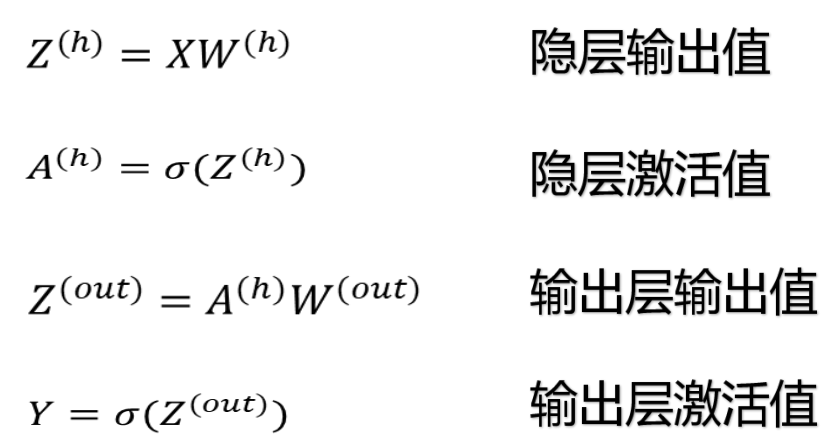 Z^(h) = XW^(h) 隐层输出值
A^(h) = σ(Z^(h)) 隐层激活值
Z^(out) = A^(h)W^(out) 输出层输出值
Y = σ(Z^(out)) 输出层激活值